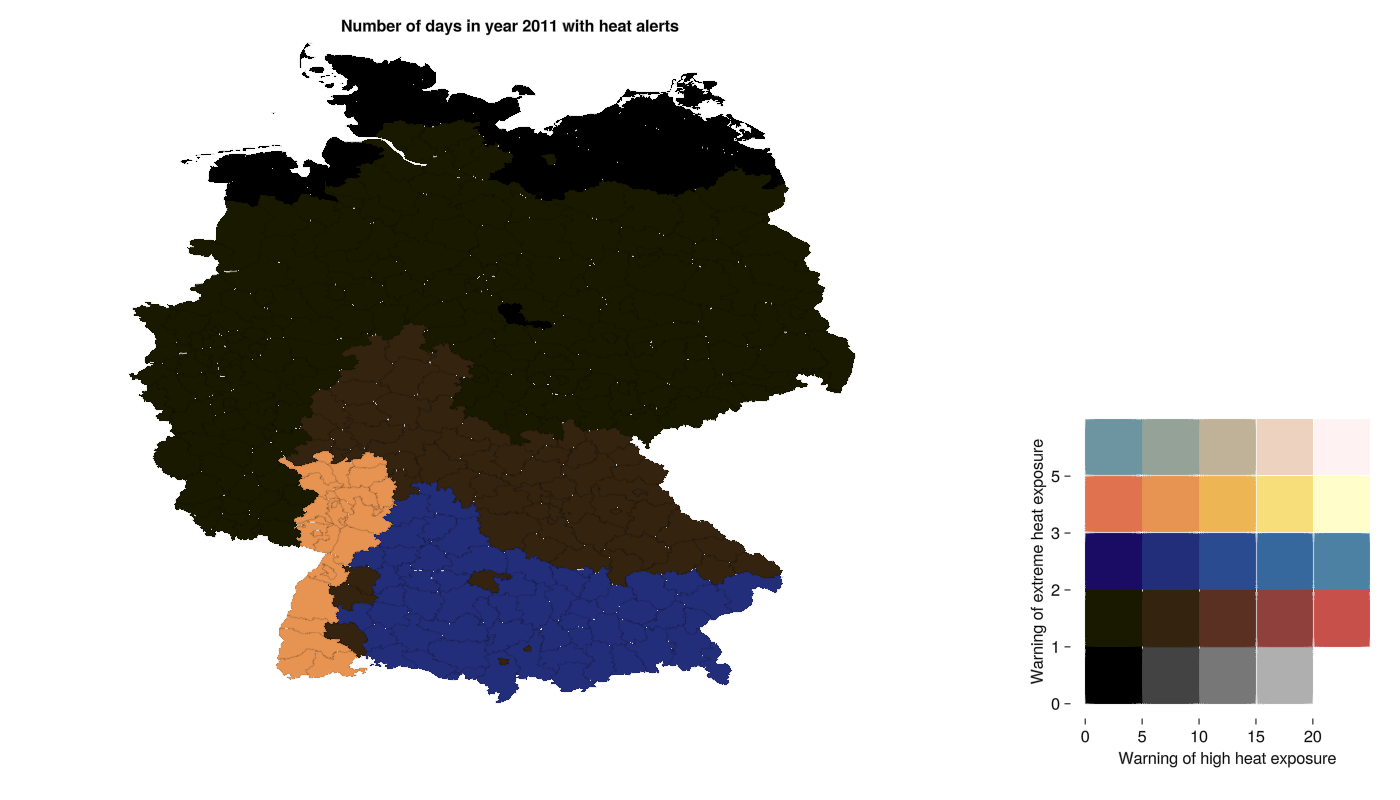 Number of days in year 2011 with heat alerts
Warning of extreme heat exposure
5
3
2
1
0
0 5 10 15 20
Warning of high heat exposure